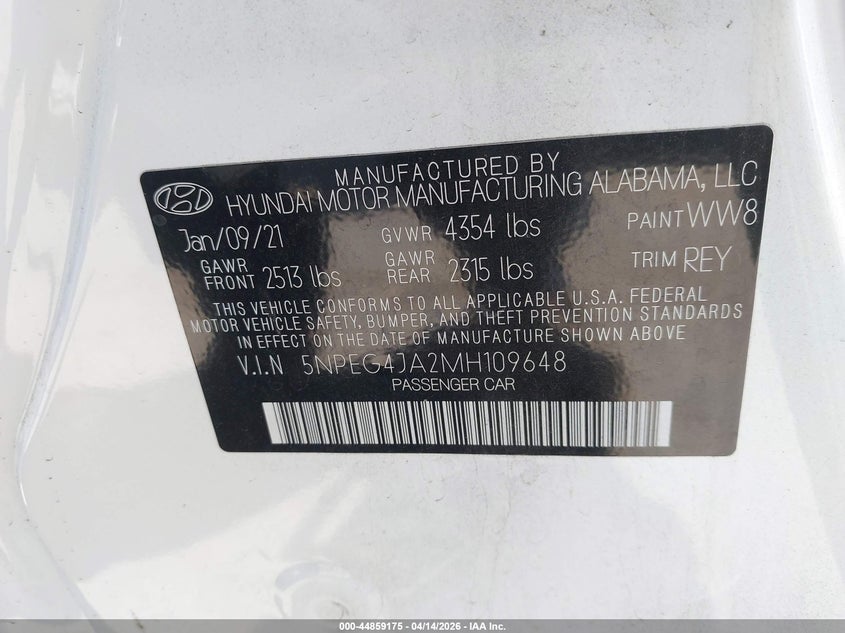 MANUFACTURED BY
HYUNDAI MOTOR MANUFACTURING ALABAMA, LLC
Jan/09/21 GVWR 4354 lbs PAINT WW8
GAWR FRONT 2513 lbs GAWR REAR 2315 lbs TRIM REY
THIS VEHICLE CONFORMS TO ALL APPLICABLE U.S.A. FEDERAL
MOTOR VEHICLE SAFETY, BUMPER, AND THEFT PREVENTION STANDARDS
IN EFFECT ON THE DATE OF MANUFACTURE SHOWN ABOVE
V.I.N 5NPEG4JA2MH109648
PASSENGER CAR
000-44859175 - 04/14/2026 - IAA Inc.